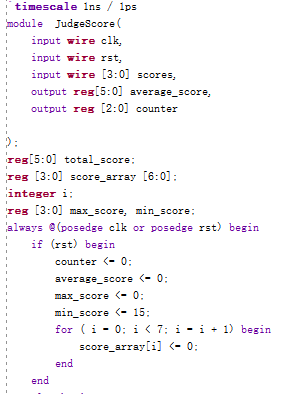 `timescale 1ns / 1ps
module JudgeScore(
input wire clk,
input wire rst,
input wire [3:0] scores,
output reg[5:0] average_score,
output reg [2:0] counter
);
reg[5:0] total_score;
reg [3:0] score_array [6:0];
integer i;
reg [3:0] max_score, min_score;
always @(posedge clk or posedge rst) begin
if (rst) begin
counter <= 0;
average_score <= 0;
max_score <= 0;
min_score <= 15;
for ( i = 0; i < 7; i = i + 1) begin
score_array[i] <= 0;
end
end